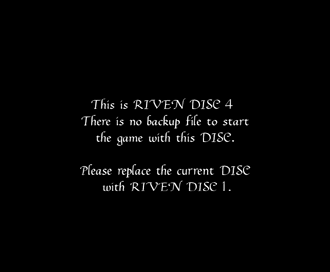 This is RIVEN DISC 4
There is no backup file to start
the game with this DISC.
Please replace the current DISC
with RIVEN DISC 1.